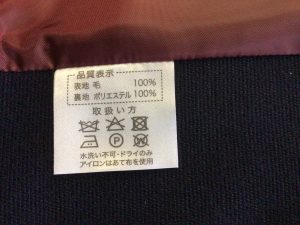 品質表示
表地 毛 100%
裏地 ポリエステル 100%
取扱い方
P
水洗い不可・ドライのみ
アイロンはあて布を使用